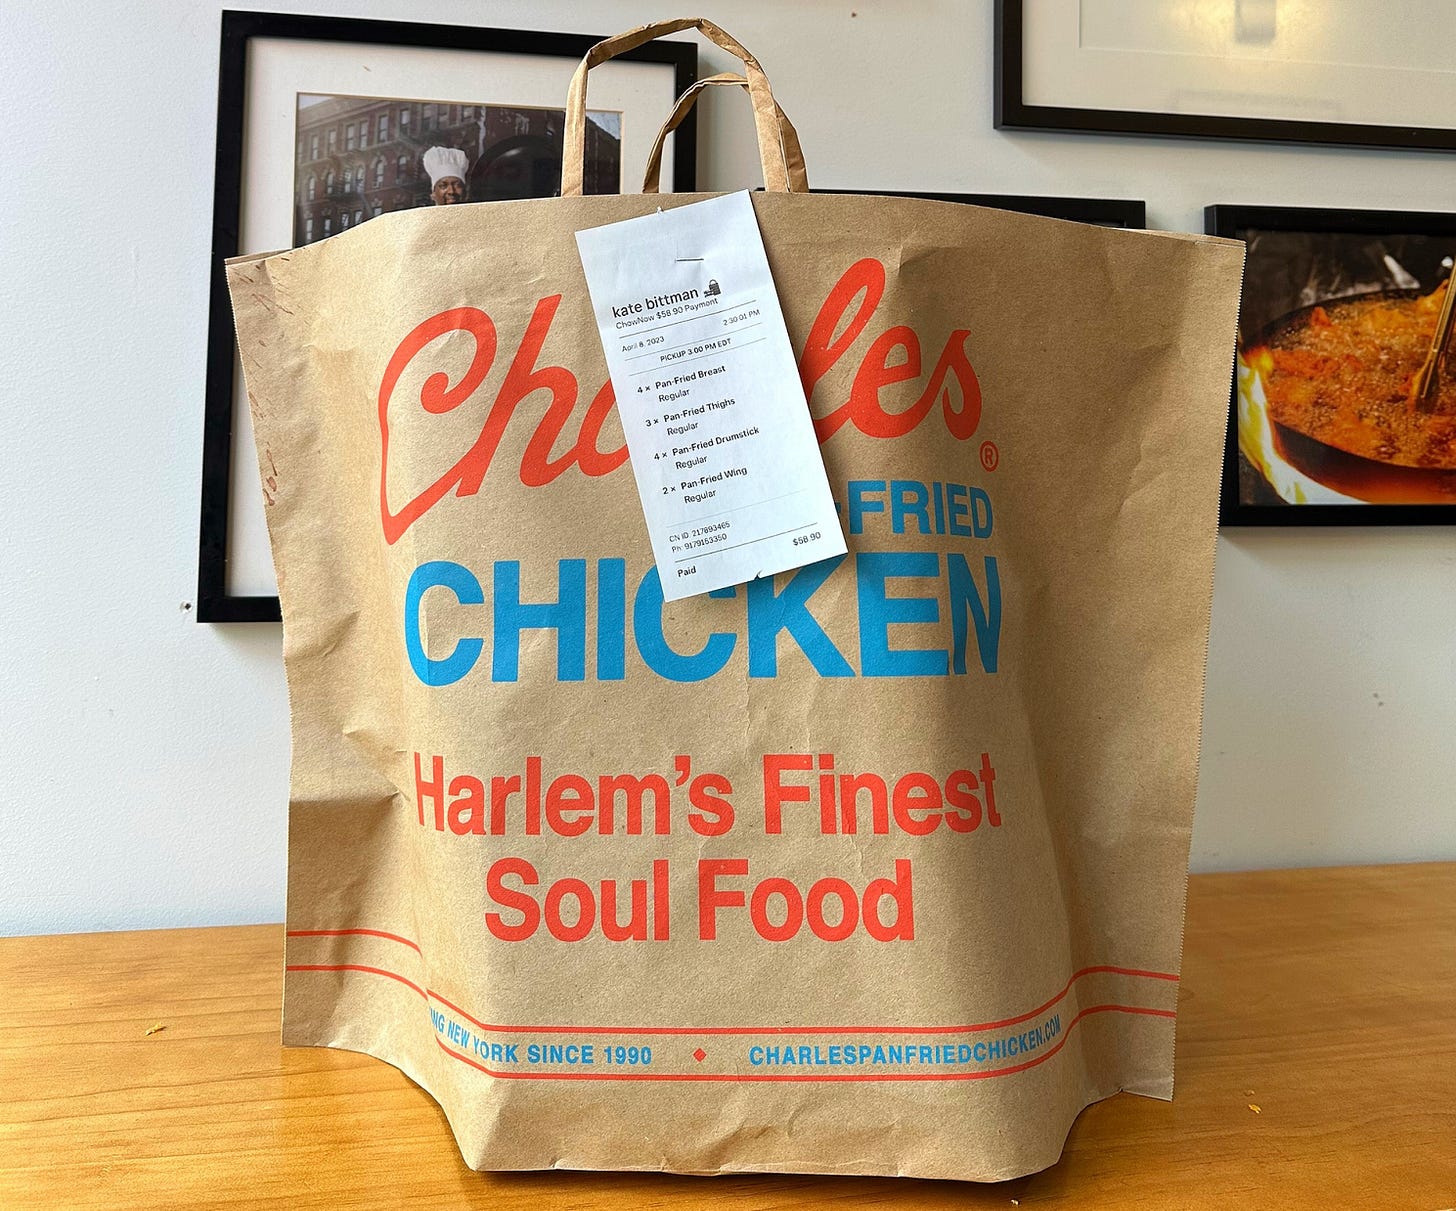 kate bittman
ChowNow $58.90 Payment
2:30:01 PM
April 8, 2023
PICKUP 3:00 PM EDT
4 × Pan-Fried Breast
Regular
3 × Pan-Fried Thighs
Regular
4 × Pan-Fried Drumstick
Regular
2 × Pan-Fried Wing
Regular
CN ID: 217893465
Ph: 9179153350
$58.90
Paid
Charles®
-FRIED
CHICKEN
Harlem's Finest
Soul Food
NEW YORK SINCE 1990 ♦ CHARLESPANFRIEDCHICKEN.COM